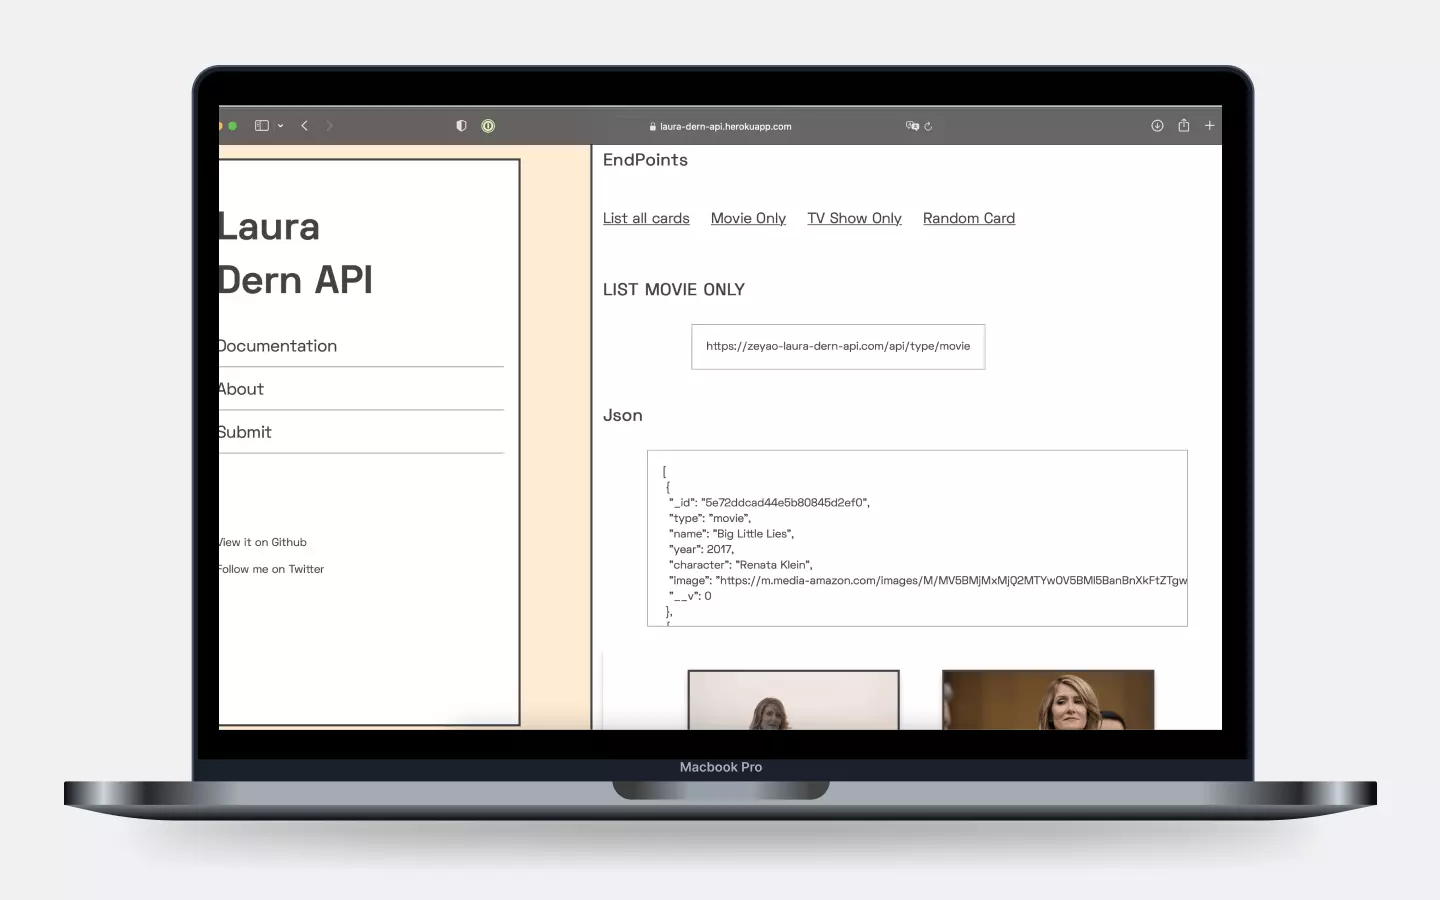 laura-dern-api.herokuapp.com
Laura
Dern API
Documentation
About
Submit
View it on Github
Follow me on Twitter
EndPoints
List all cards Movie Only TV Show Only Random Card
LIST MOVIE ONLY
https://zeyao-laura-dern-api.com/api/type/movie
Json
[
{
"_id": "5e72ddcad44e5b80845d2ef0",
"type": "movie",
"name": "Big Little Lies",
"year": 2017,
"character": "Renata Klein",
"image": "https://m.media-amazon.com/images/M/MV5BMjMxMjQ2MTYwOV5BMl5BanBnXkFtZTgw
"__v": 0
},
Macbook Pro